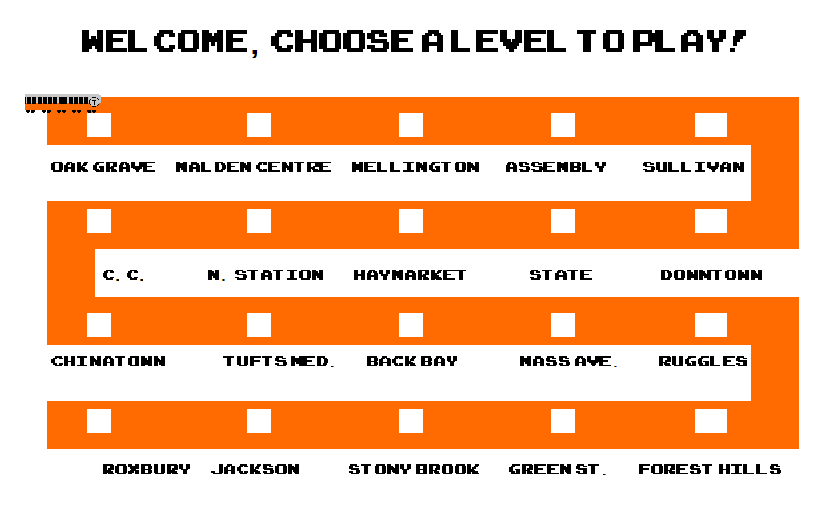 WELCOME, CHOOSE A LEVEL TO PLAY!
T
OAK GRAVE MALDEN CENTRE WELLINGTON ASSEMBLY SULLIVAN
C. C. N. STATION HAYMARKET STATE DOWNTOWN
CHINATOWN TUFTS MED. BACK BAY MASS AVE. RUGGLES
ROXBURY JACKSON STONY BROOK GREEN ST. FOREST HILLS